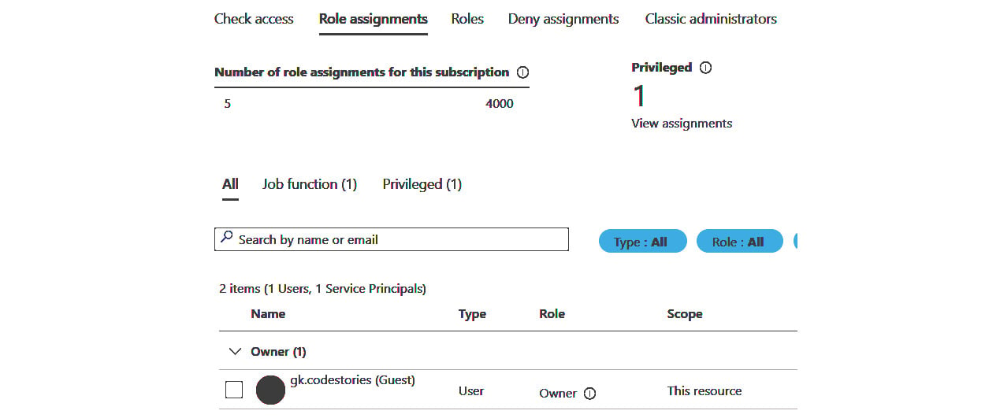 Check access Role assignments Roles Deny assignments Classic administrators
Number of role assignments for this subscription
Privileged
5 4000
1
View assignments
All Job function (1) Privileged (1)
Search by name or email
Type : All Role : All
2 items (1 Users, 1 Service Principals)
Name Type Role Scope
Owner (1)
gk.codestories (Guest) User Owner This resource